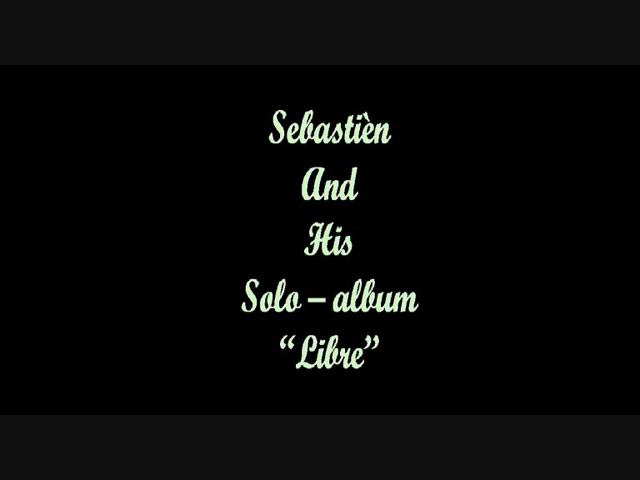 Sebastièn
And
His
Solo – album
“Libre”